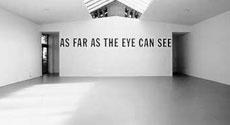 AS FAR AS THE EYE CAN SEE